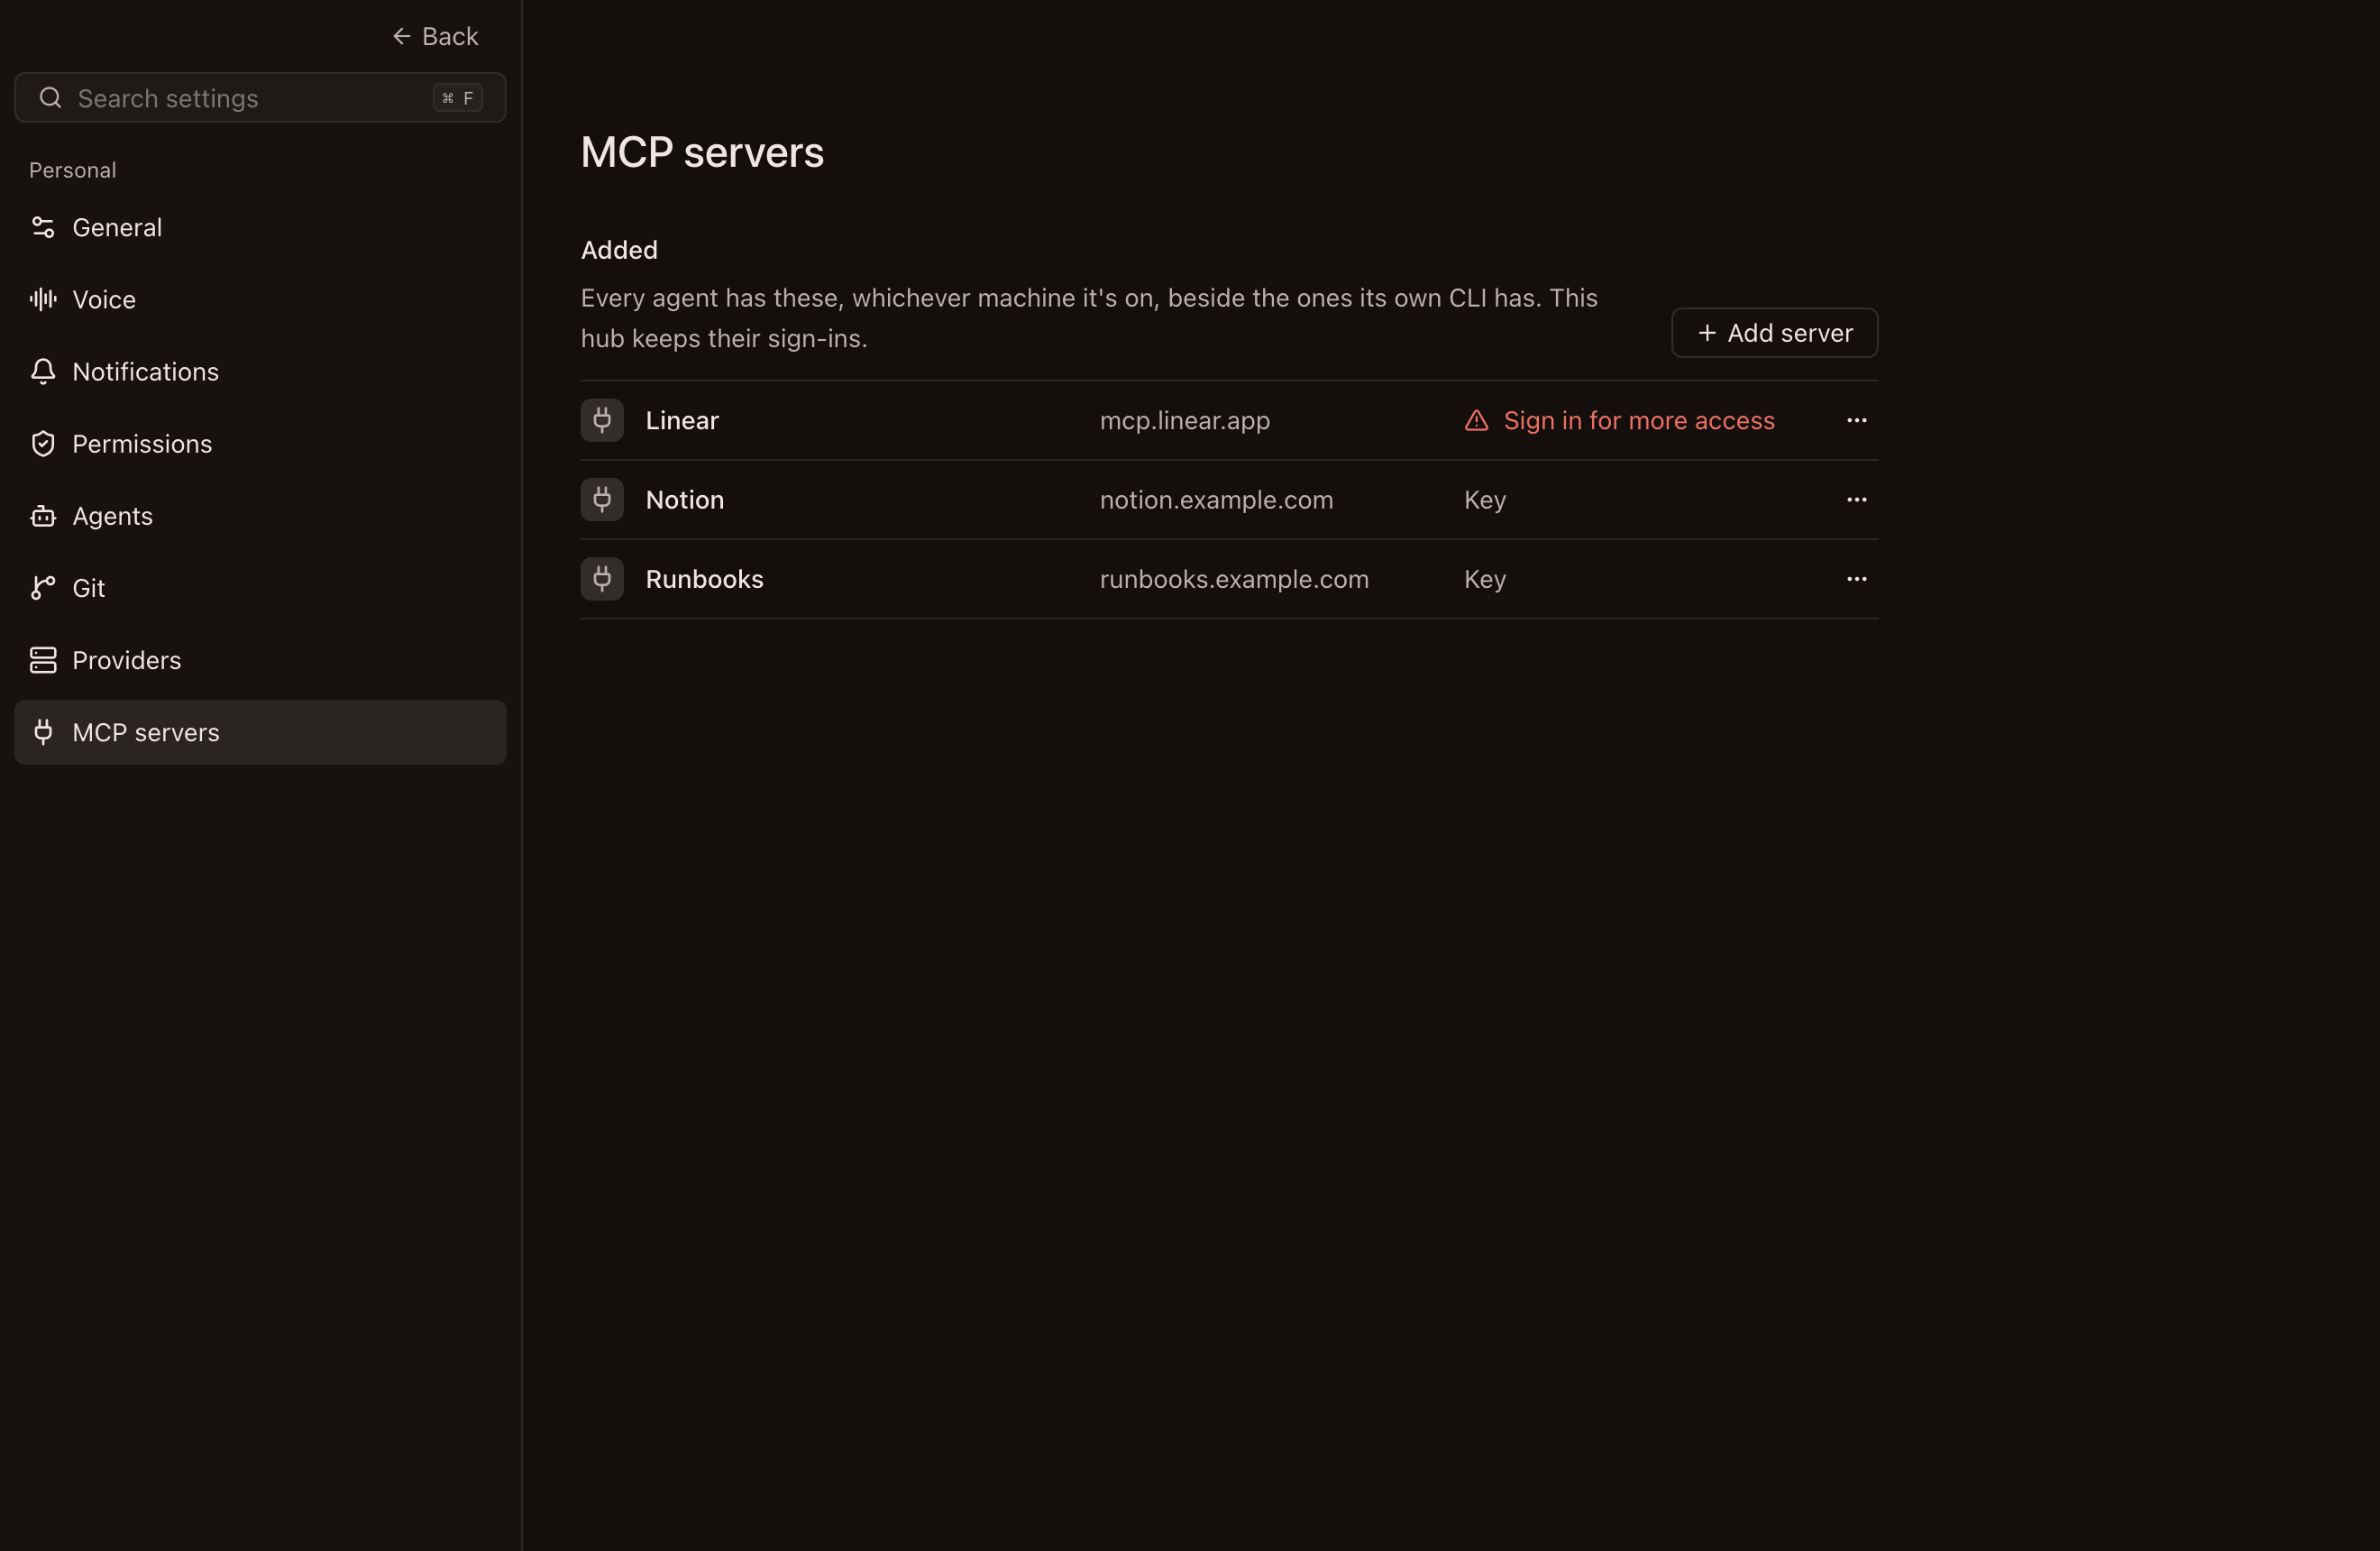 Back
Search settings
⌘ F
Personal
General
Voice
Notifications
Permissions
Agents
Git
Providers
MCP servers
MCP servers
Added
Every agent has these, whichever machine it's on, beside the ones its own CLI has. This
hub keeps their sign-ins.
Add server
Linear mcp.linear.app Sign in for more access
Notion notion.example.com Key
Runbooks runbooks.example.com Key